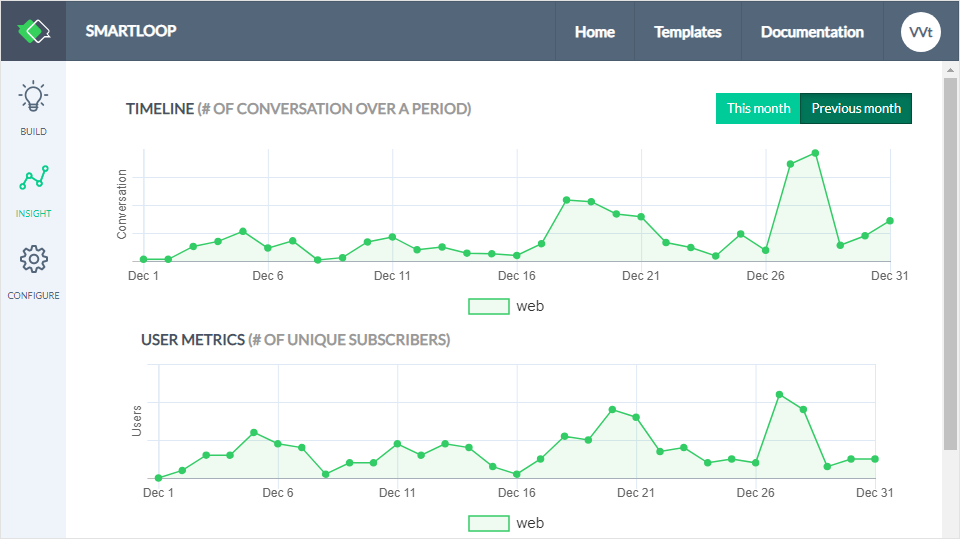 SMARTLOOP
Home
Templates
Documentation
VVt
BUILD
INSIGHT
CONFIGURE
TIMELINE (# OF CONVERSATION OVER A PERIOD)
This month
Previous month
Conversation
Dec 1 Dec 6 Dec 11 Dec 16 Dec 21 Dec 26 Dec 31
web
USER METRICS (# OF UNIQUE SUBSCRIBERS)
Users
Dec 1 Dec 6 Dec 11 Dec 16 Dec 21 Dec 26 Dec 31
web